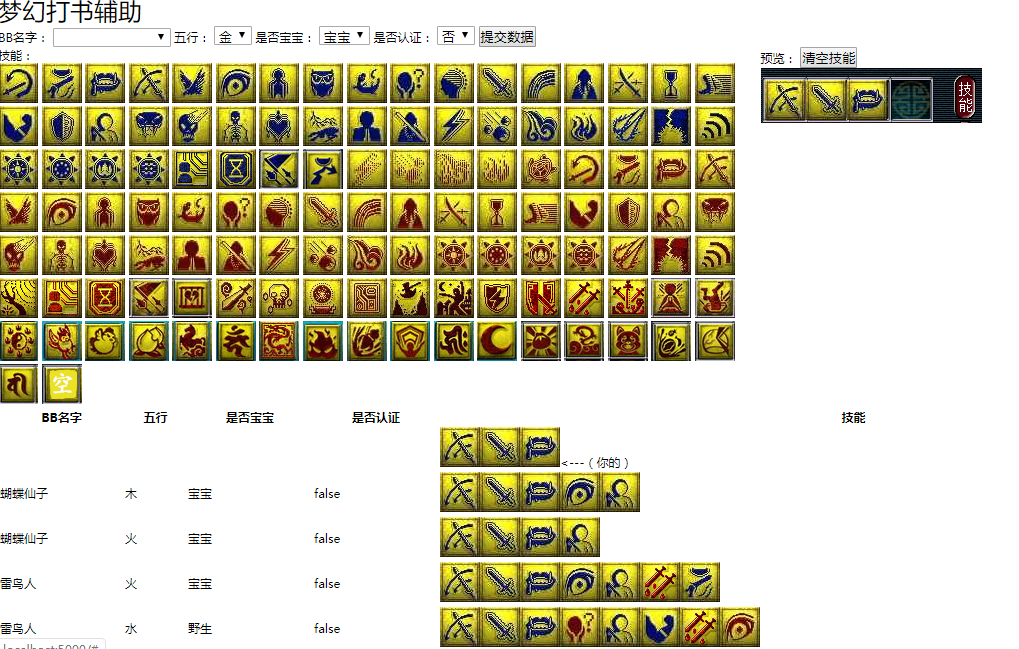 梦幻打书辅助
BB名字： 五行： 金 是否宝宝： 宝宝 是否认证： 否 提交数据
技能：
预览： 清空技能
技能
空
BB名字 五行 是否宝宝 是否认证 技能
<---（你的）
蝴蝶仙子 木 宝宝 false
蝴蝶仙子 火 宝宝 false
雷鸟人 火 宝宝 false
雷鸟人 水 野生 false
localhost:5000/#